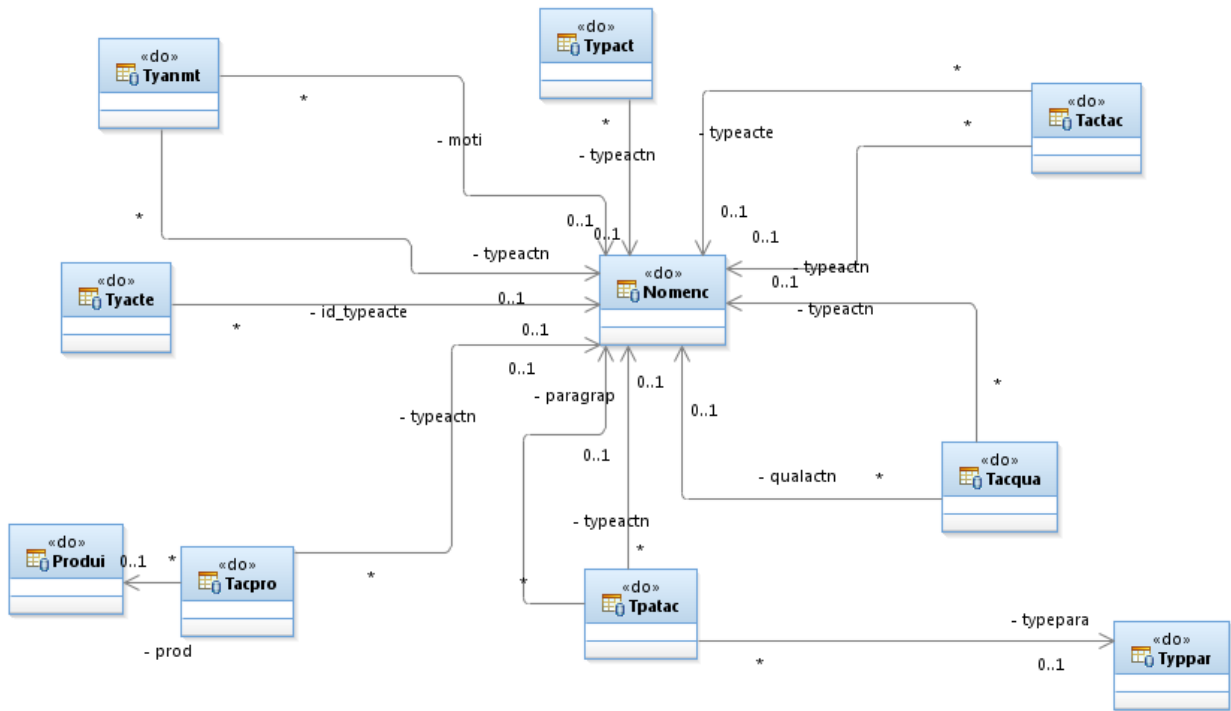 «do»
Typact
«do»
Tyanmt
*
*
«do»
Tactac
*
*
- typeacte
- moti
- typeactn
*
0..1
0..1
0..1
0..1
- typeactn
«do»
Nomenc
- typeactn
0..1
«do»
Tyacte
0..1
- id_typeacte
*
- typeactn
0..1
0..1
0..1
*
- paragrap
0..1
- typeactn
0..1
«do»
Tacqua
- qualactn
*
- typeactn
*
«do»
Produi
0..1
*
«do»
Tacpro
*
*
«do»
Tpatac
- typepara
- prod
*
0..1
«do»
Typpar